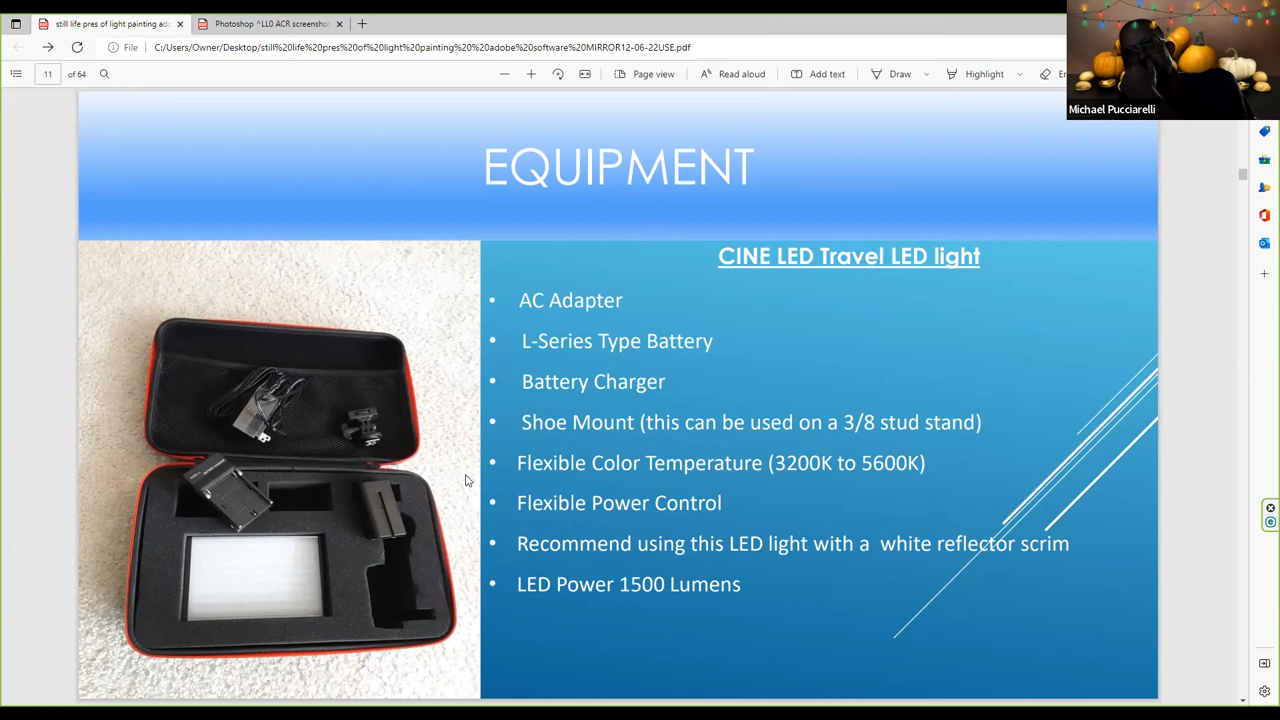 still life pres of light painting ado
Photoshop ^LL0 ACR screenshot
File
C:/Users/Owner/Desktop/still%20life%20pres%20of%20light%20painting%20%20adobe%20software%20MIRROR12-06-22USE.pdf
11 of 64
Page view
Read aloud
Add text
Draw
Highlight
Michael Pucciarelli
EQUIPMENT
CINE LED Travel LED light
• AC Adapter
• L-Series Type Battery
• Battery Charger
• Shoe Mount (this can be used on a 3/8 stud stand)
• Flexible Color Temperature (3200K to 5600K)
• Flexible Power Control
• Recommend using this LED light with a white reflector scrim
• LED Power 1500 Lumens